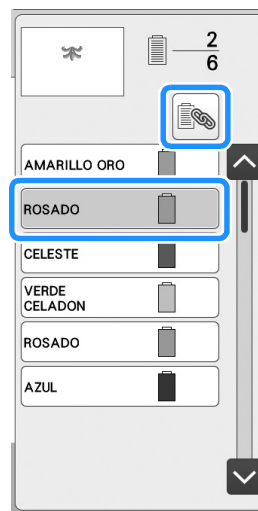 2
6
AMARILLO ORO
ROSADO
CELESTE
VERDE
CELADON
ROSADO
AZUL